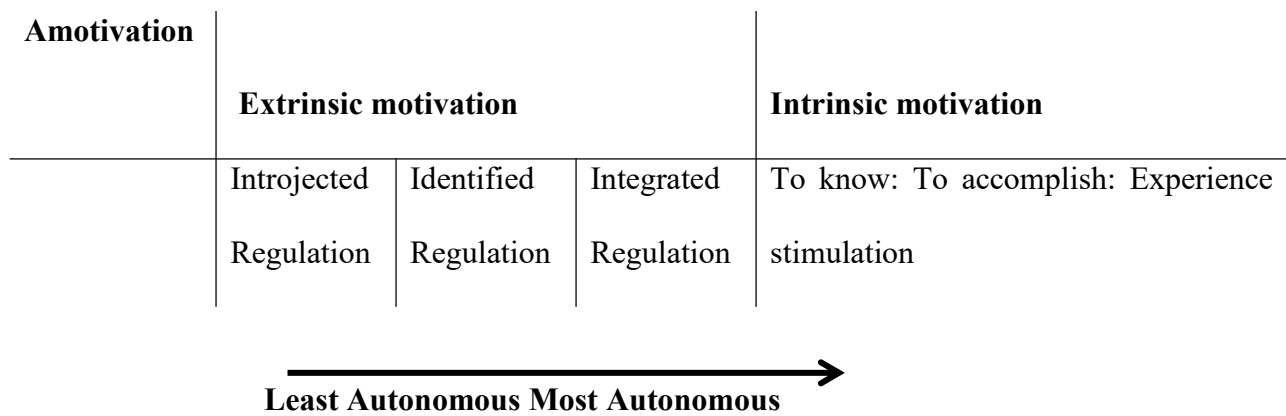 Amotivation
Extrinsic motivation
Intrinsic motivation
Introjected
Regulation
Identified
Regulation
Integrated
Regulation
To know: To accomplish: Experience
stimulation
Least Autonomous Most Autonomous